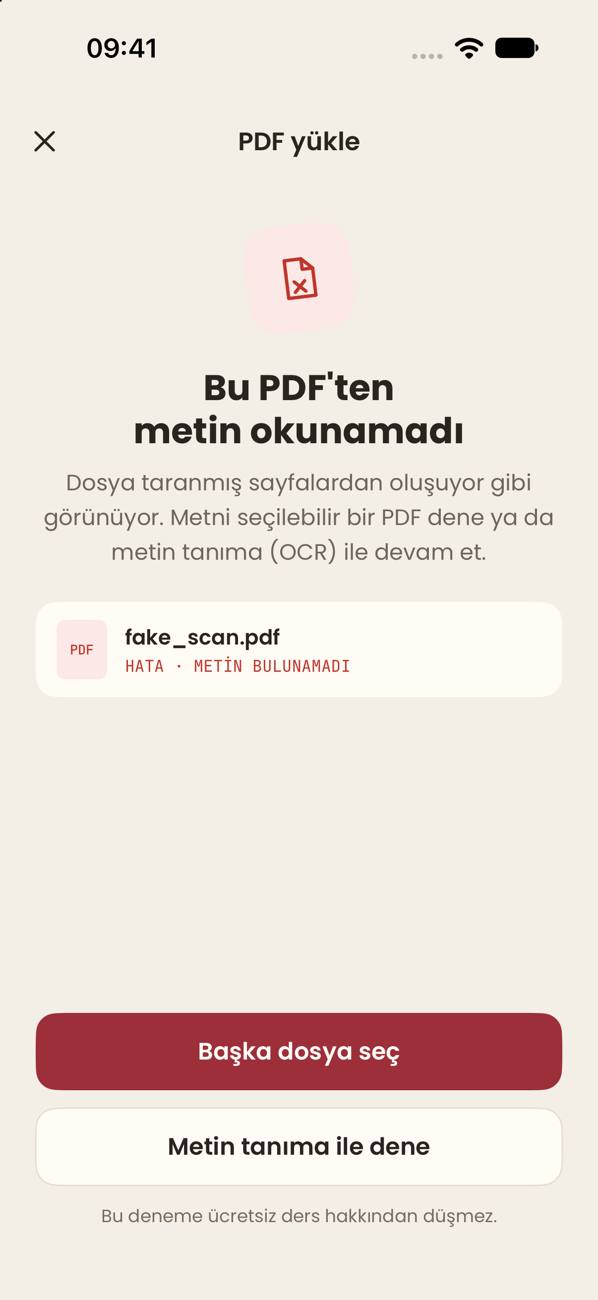 09:41
PDF yükle
Bu PDF'ten
metin okunamadı
Dosya taranmış sayfalardan oluşuyor gibi
görünüyor. Metni seçilebilir bir PDF dene ya da
metin tanıma (OCR) ile devam et.
PDF
fake_scan.pdf
HATA · METİN BULUNAMADI
Başka dosya seç
Metin tanıma ile dene
Bu deneme ücretsiz ders hakkından düşmez.